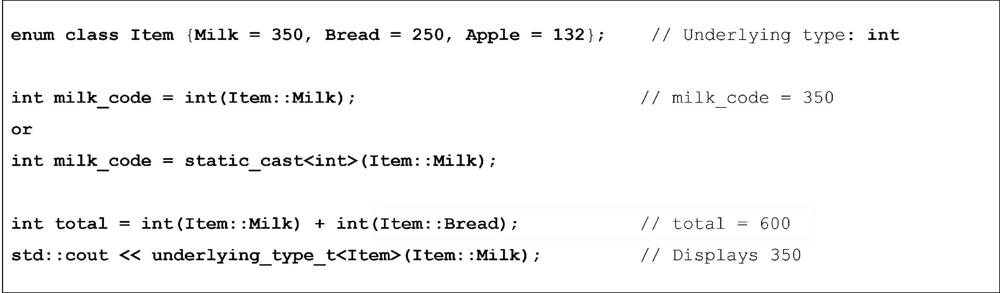 enum class Item {Milk = 350, Bread = 250, Apple = 132}; // Underlying type: int
int milk_code = int(Item::Milk); // milk_code = 350
or
int milk_code = static_cast<int>(Item::Milk);
int total = int(Item::Milk) + int(Item::Bread); // total = 600
std::cout << underlying_type_t<Item>(Item::Milk); // Displays 350